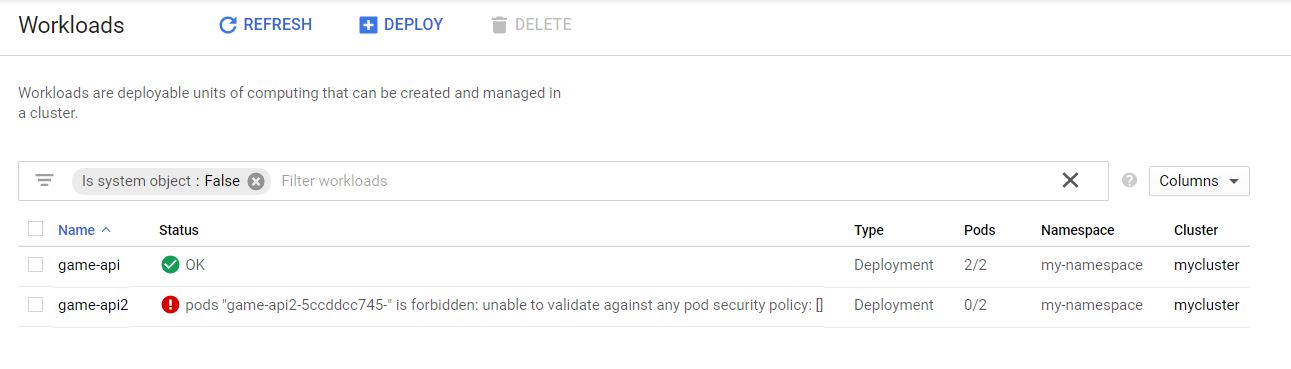 Workloads REFRESH DEPLOY DELETE
Workloads are deployable units of computing that can be created and managed in
a cluster.
Is system object : False Filter workloads Columns
Name Status Type Pods Namespace Cluster
game-api OK Deployment 2/2 my-namespace mycluster
game-api2 pods "game-api2-5ccddcc745-" is forbidden: unable to validate against any pod security policy: [] Deployment 0/2 my-namespace mycluster